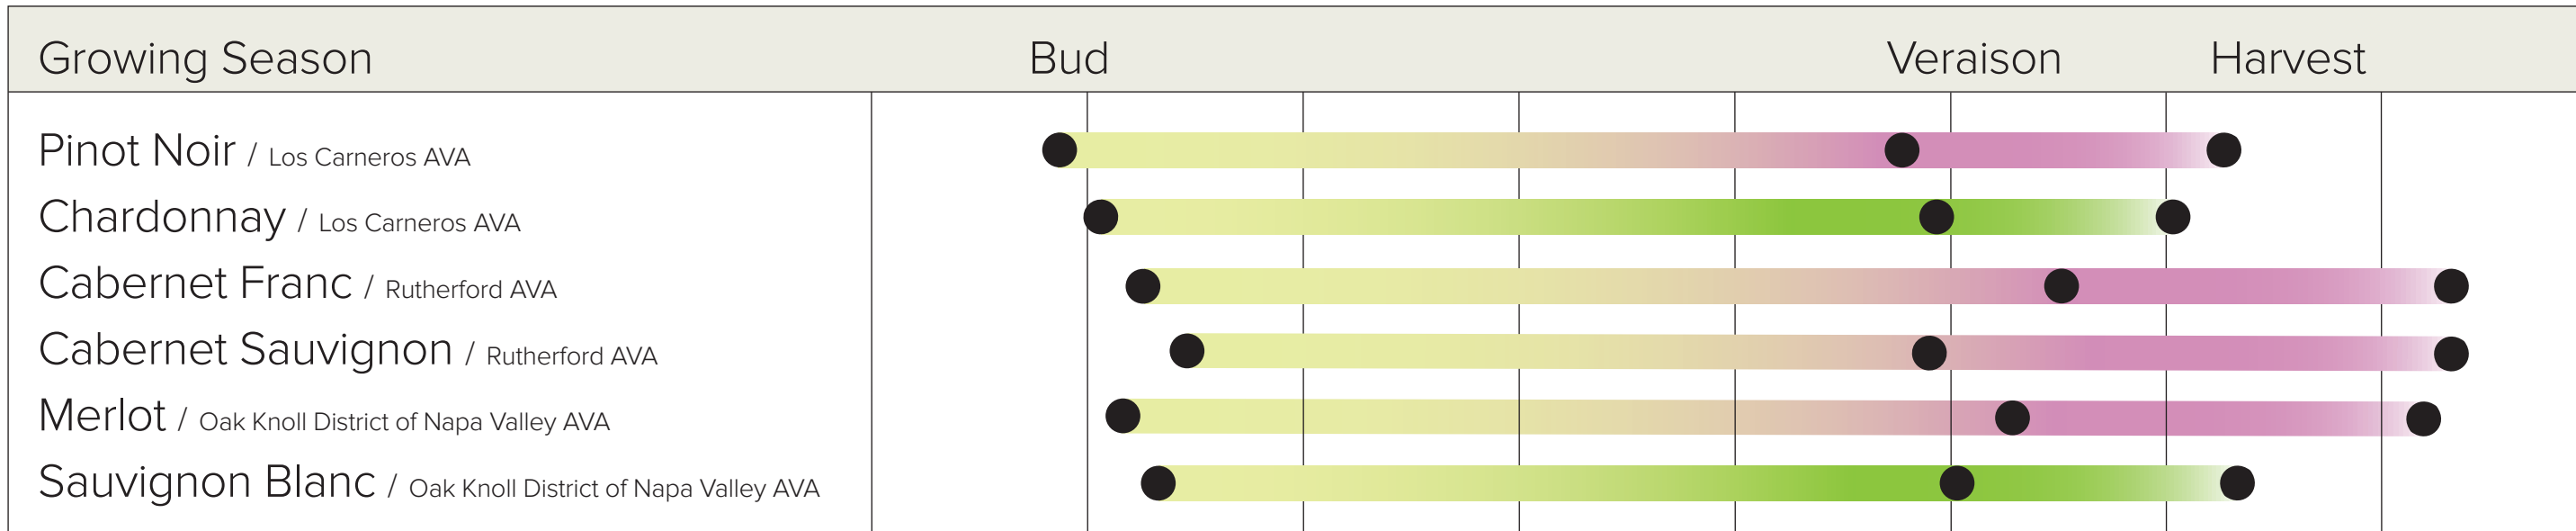 Growing Season Bud Veraison Harvest
Pinot Noir / Los Carneros AVA
Chardonnay / Los Carneros AVA
Cabernet Franc / Rutherford AVA
Cabernet Sauvignon / Rutherford AVA
Merlot / Oak Knoll District of Napa Valley AVA
Sauvignon Blanc / Oak Knoll District of Napa Valley AVA